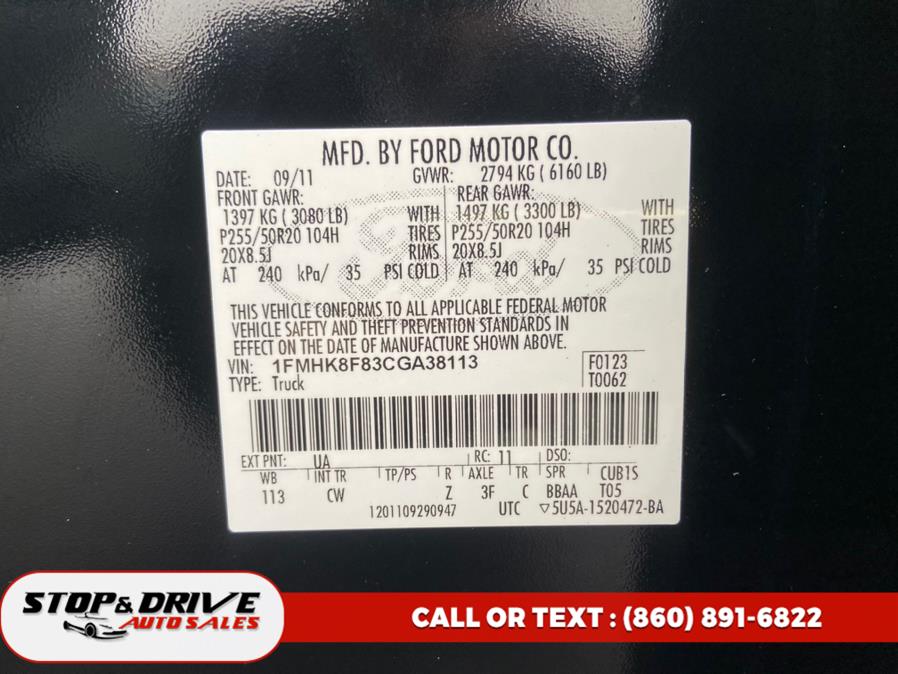 MFD. BY FORD MOTOR CO.
DATE: 09/11 GVWR: 2794 KG ( 6160 LB)
FRONT GAWR: REAR GAWR:
1397 KG ( 3080 LB) WITH 1497 KG ( 3300 LB) WITH
P255/50R20 104H TIRES P255/50R20 104H TIRES
20X8.5J RIMS 20X8.5J RIMS
AT 240 kPa/ 35 PSI COLD AT 240 kPa/ 35 PSI COLD
Ford
THIS VEHICLE CONFORMS TO ALL APPLICABLE FEDERAL MOTOR
VEHICLE SAFETY AND THEFT PREVENTION STANDARDS IN
EFFECT ON THE DATE OF MANUFACTURE SHOWN ABOVE.
VIN: 1FMHK8F83CGA38113 F0123
TYPE: Truck T0062
EXT PNT: UA RC: 11 DSO:
WB INT TR TP/PS R AXLE TR SPR CUB1S
113 CW Z 3F C BBAA T05
1201109290947 UTC ▽5U5A-1520472-BA
STOP & DRIVE
AUTO SALES
CALL OR TEXT : (860) 891-6822